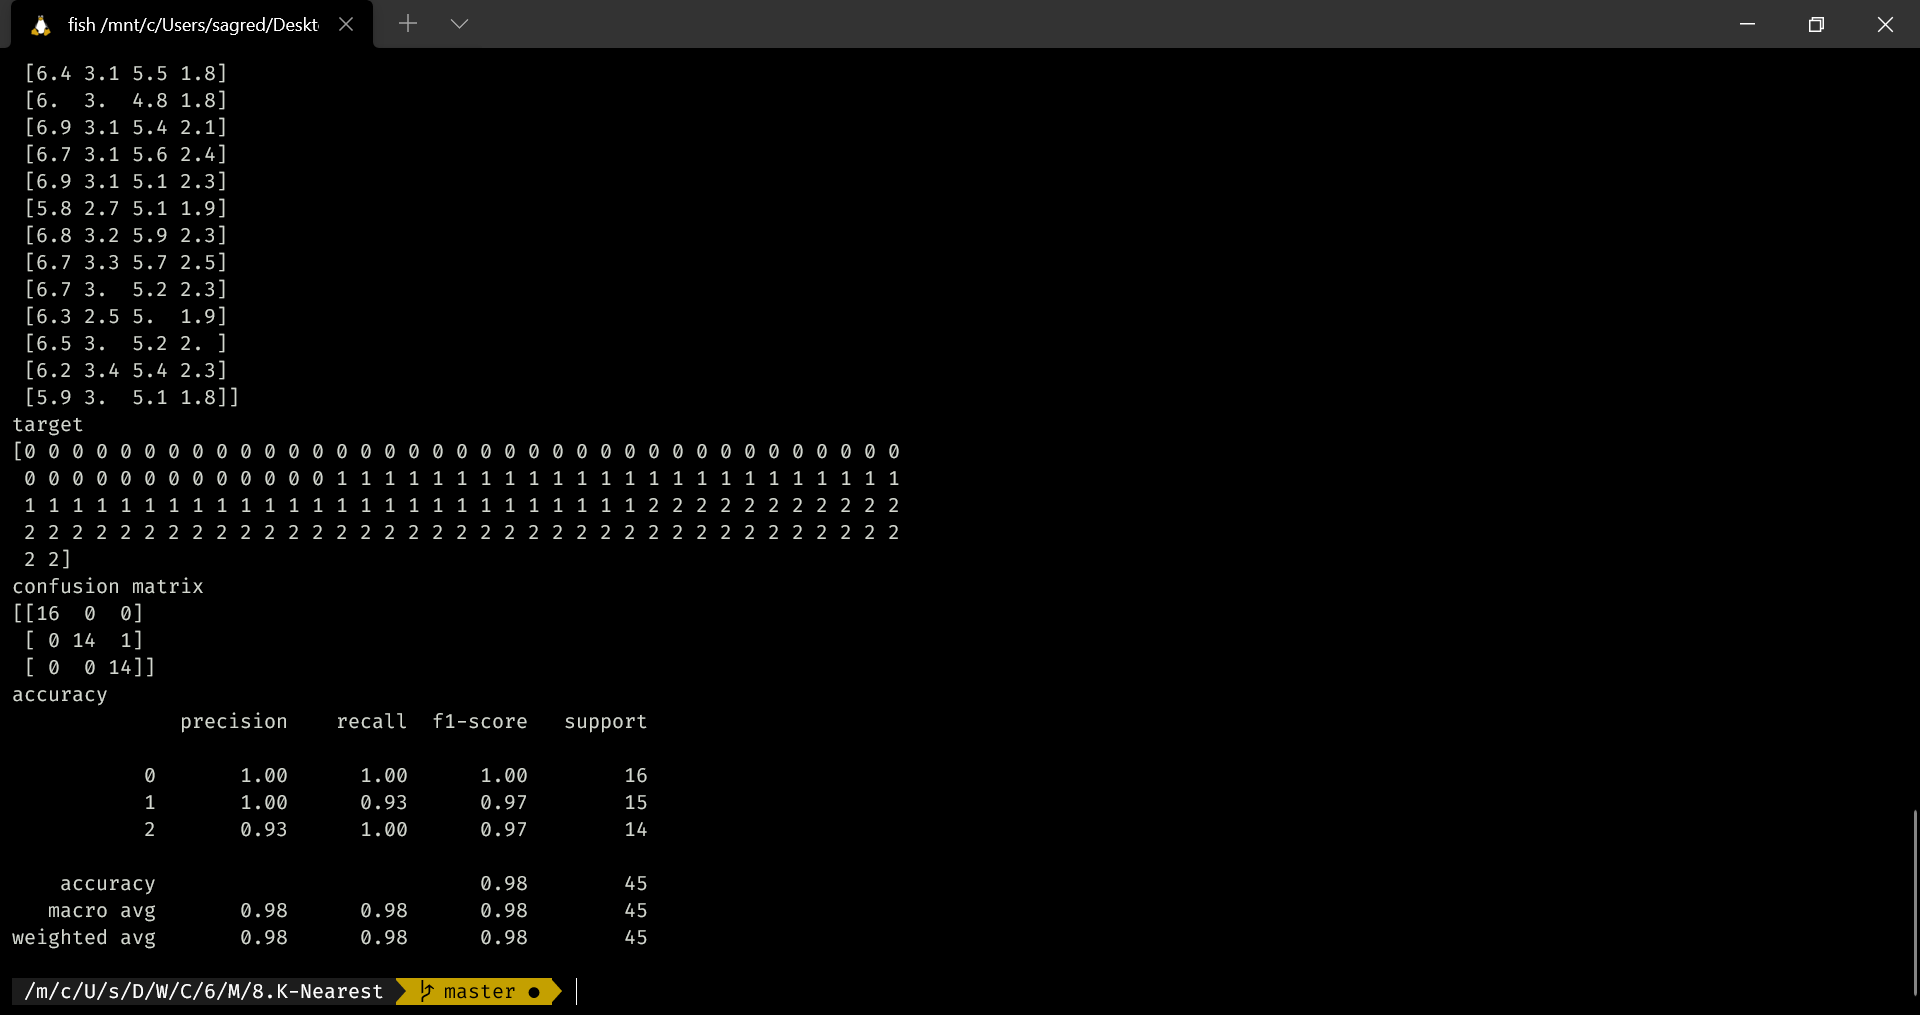 fish /mnt/c/Users/sagred/Deskt
[6.4 3.1 5.5 1.8]
[6.  3.  4.8 1.8]
[6.9 3.1 5.4 2.1]
[6.7 3.1 5.6 2.4]
[6.9 3.1 5.1 2.3]
[5.8 2.7 5.1 1.9]
[6.8 3.2 5.9 2.3]
[6.7 3.3 5.7 2.5]
[6.7 3.  5.2 2.3]
[6.3 2.5 5.  1.9]
[6.5 3.  5.2 2. ]
[6.2 3.4 5.4 2.3]
[5.9 3.  5.1 1.8]]
target
[0 0 0 0 0 0 0 0 0 0 0 0 0 0 0 0 0 0 0 0 0 0 0 0 0 0 0 0 0 0 0 0 0 0 0 0 0
0 0 0 0 0 0 0 0 0 0 0 0 0 1 1 1 1 1 1 1 1 1 1 1 1 1 1 1 1 1 1 1 1 1 1 1 1
1 1 1 1 1 1 1 1 1 1 1 1 1 1 1 1 1 1 1 1 1 1 1 1 1 1 2 2 2 2 2 2 2 2 2 2 2
2 2 2 2 2 2 2 2 2 2 2 2 2 2 2 2 2 2 2 2 2 2 2 2 2 2 2 2 2 2 2 2 2 2 2 2 2
2 2]
confusion matrix
[[16  0  0]
[ 0 14  1]
[ 0  0 14]]
accuracy
precision    recall  f1-score   support
0       1.00      1.00      1.00        16
1       1.00      0.93      0.97        15
2       0.93      1.00      0.97        14
accuracy                           0.98        45
macro avg       0.98      0.98      0.98        45
weighted avg       0.98      0.98      0.98        45
/m/c/U/s/D/W/C/6/M/8.K-Nearest master ●